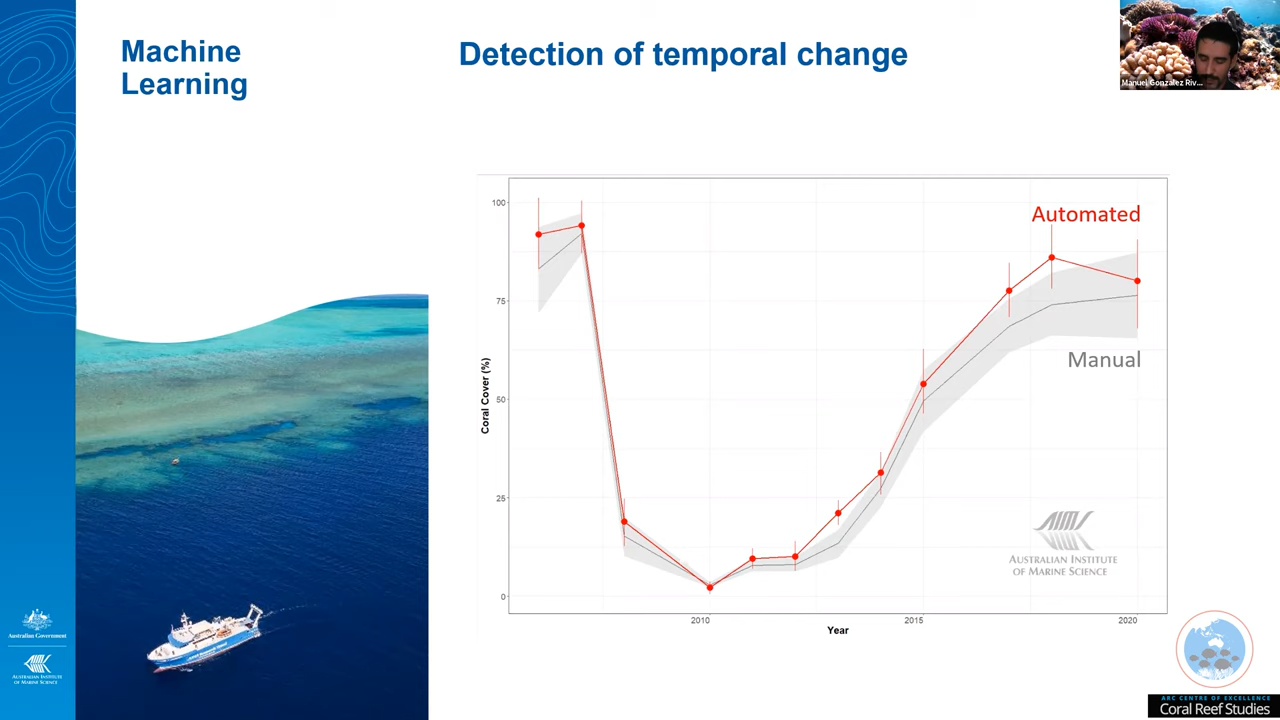 Machine
Learning
Detection of temporal change
Manuel Gonzalez Riv...
100
75
50
25
0
Coral Cover (%)
Automated
Manual
AIMS
AUSTRALIAN INSTITUTE
OF MARINE SCIENCE
2010
2015
2020
Year
Australian Government
AUSTRALIAN INSTITUTE
OF MARINE SCIENCE
ARC CENTRE OF EXCELLENCE
Coral Reef Studies